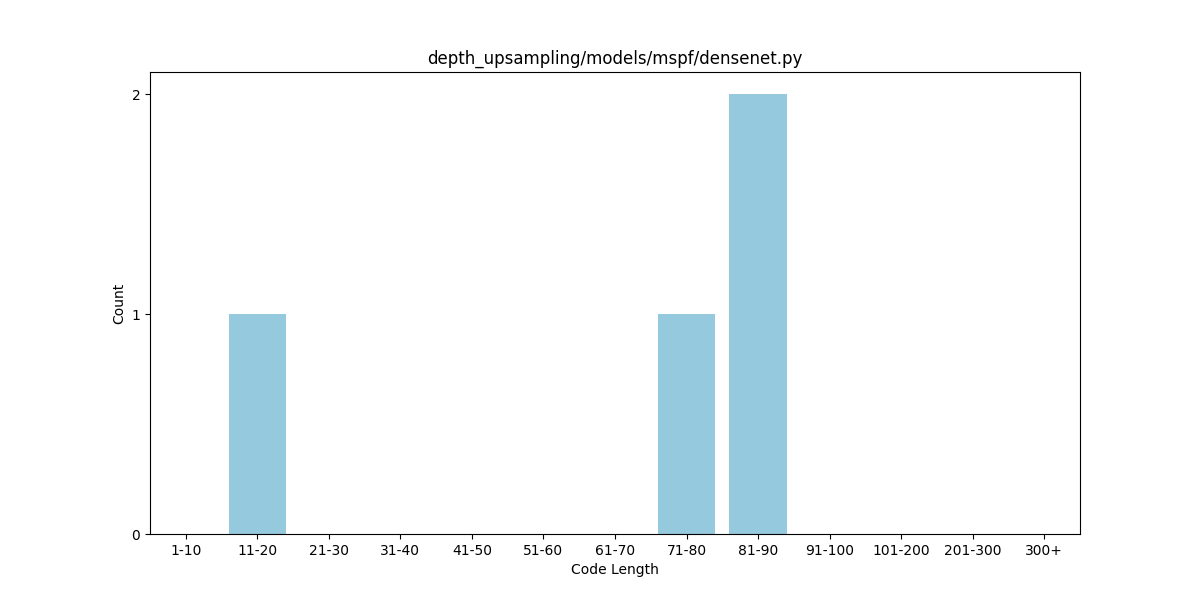 depth_upsampling/models/mspf/densenet.py
Count
2
1
0
1-10 11-20 21-30 31-40 41-50 51-60 61-70 71-80 81-90 91-100 101-200 201-300 300+
Code Length